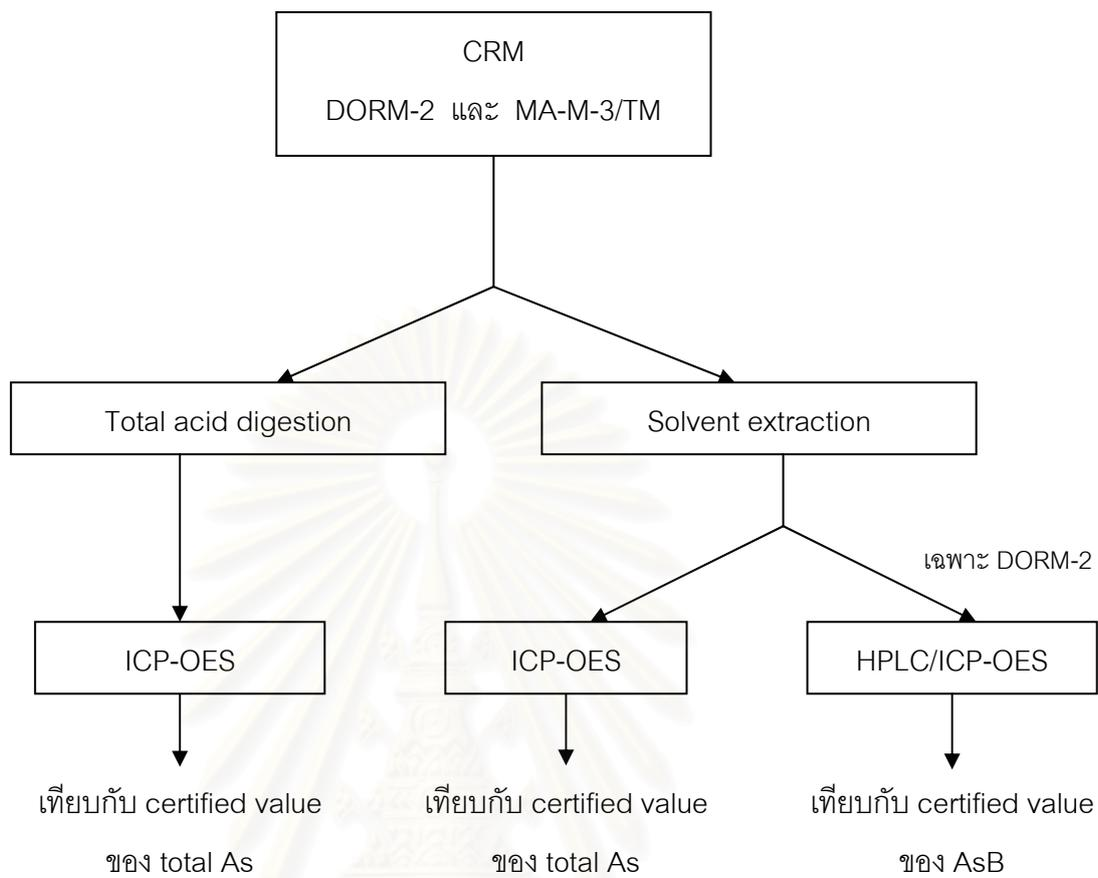 CRM
DORM-2 และ MA-M-3/TM
Total acid digestion
Solvent extraction
เฉพาะ DORM-2
ICP-OES
ICP-OES
HPLC/ICP-OES
เทียบกับ certified value
ของ total As
เทียบกับ certified value
ของ total As
เทียบกับ certified value
ของ AsB